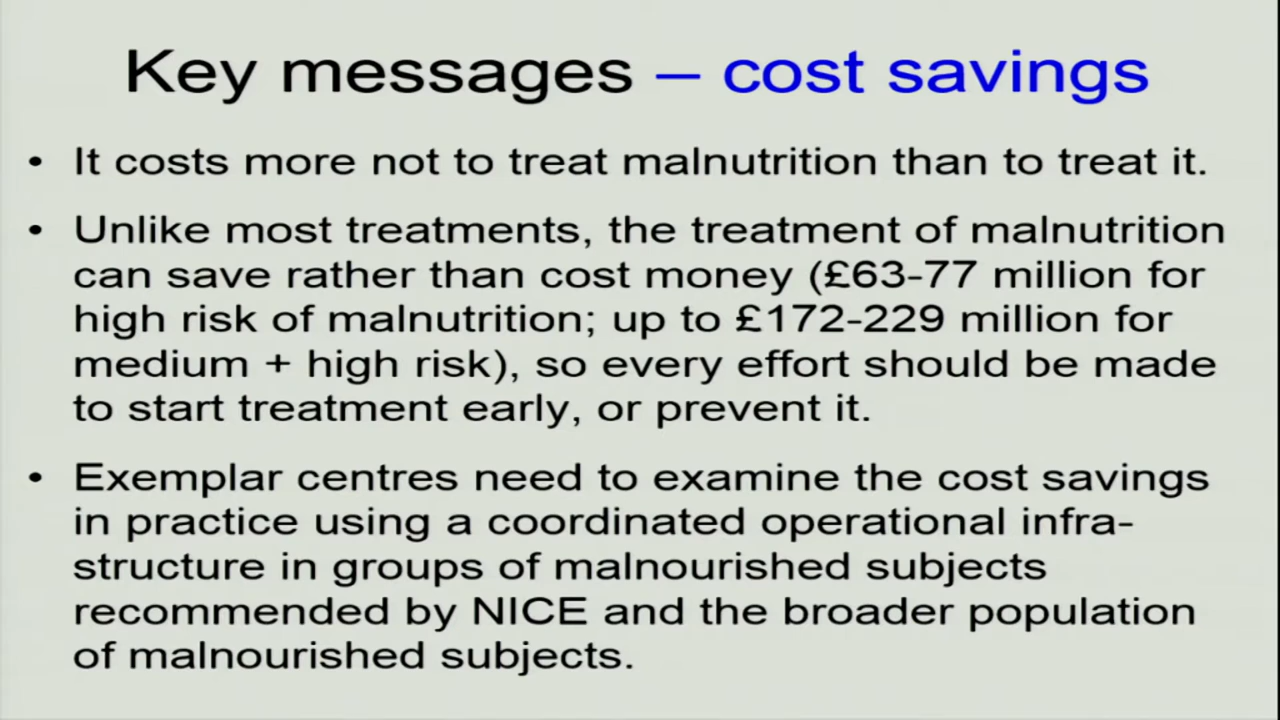 Key messages – cost savings
• It costs more not to treat malnutrition than to treat it.
• Unlike most treatments, the treatment of malnutrition
can save rather than cost money (£63-77 million for
high risk of malnutrition; up to £172-229 million for
medium + high risk), so every effort should be made
to start treatment early, or prevent it.
• Exemplar centres need to examine the cost savings
in practice using a coordinated operational infra-
structure in groups of malnourished subjects
recommended by NICE and the broader population
of malnourished subjects.